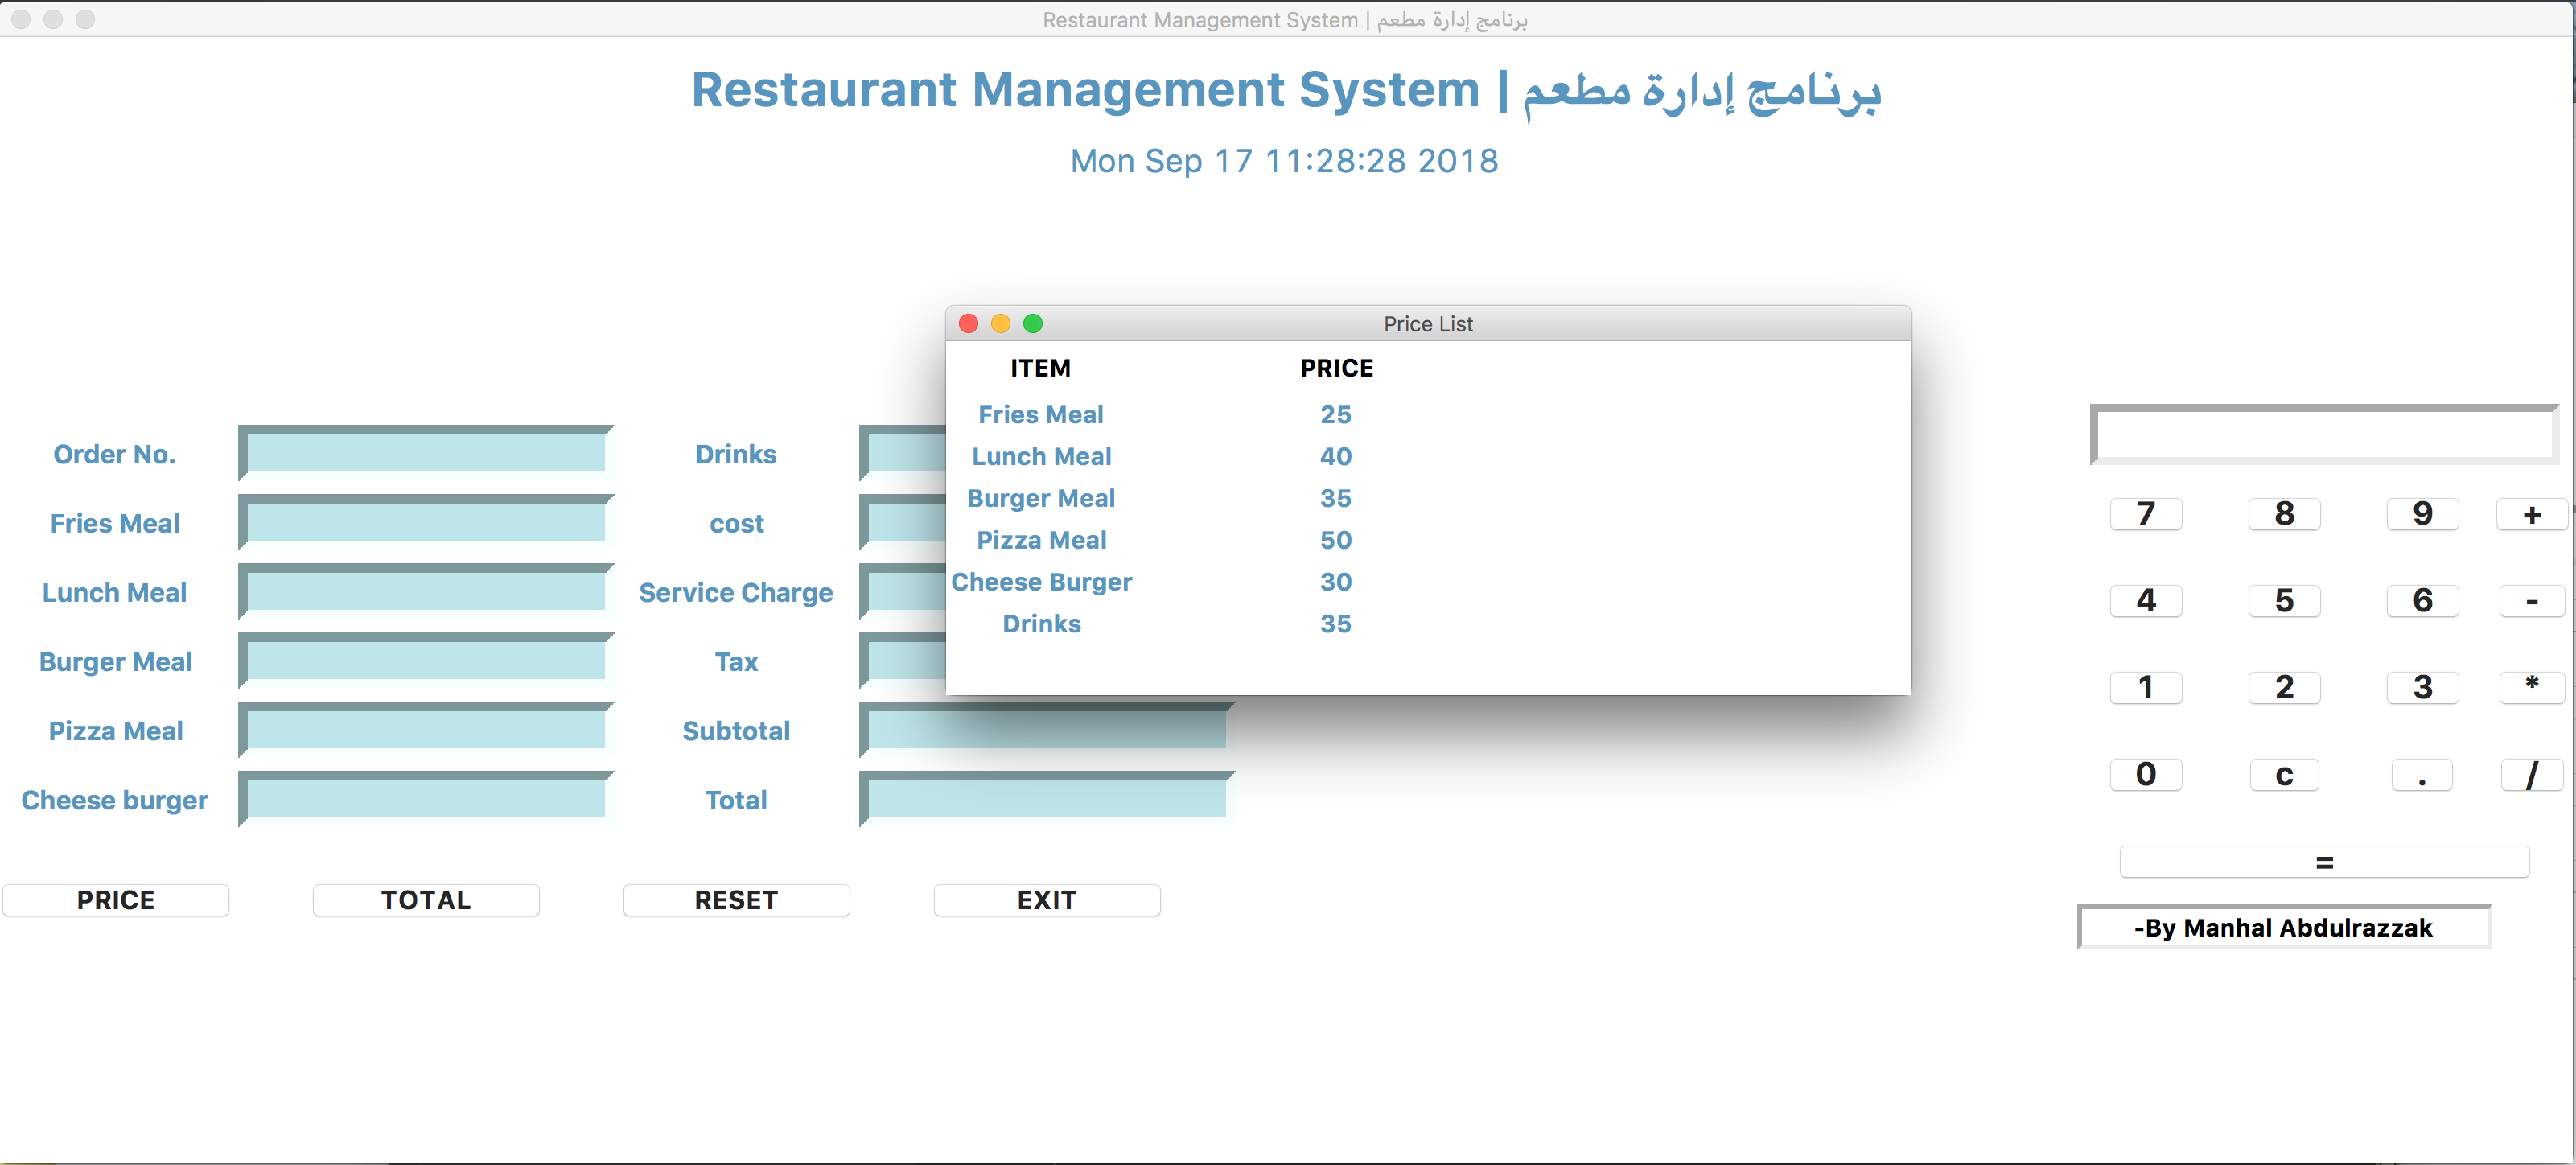 Restaurant Management System | برنامج إدارة مطعم
Restaurant Management System | برنامج إدارة مطعم
Mon Sep 17 11:28:28 2018
Price List
ITEM PRICE
Fries Meal 25
Lunch Meal 40
Burger Meal 35
Pizza Meal 50
Cheese Burger 30
Drinks 35
Order No. Drinks
Fries Meal cost
Lunch Meal Service Charge
Burger Meal Tax
Pizza Meal Subtotal
Cheese burger Total
PRICE TOTAL RESET EXIT
7 8 9 +
4 5 6 -
1 2 3 *
0 c . /
=
-By Manhal Abdulrazzak